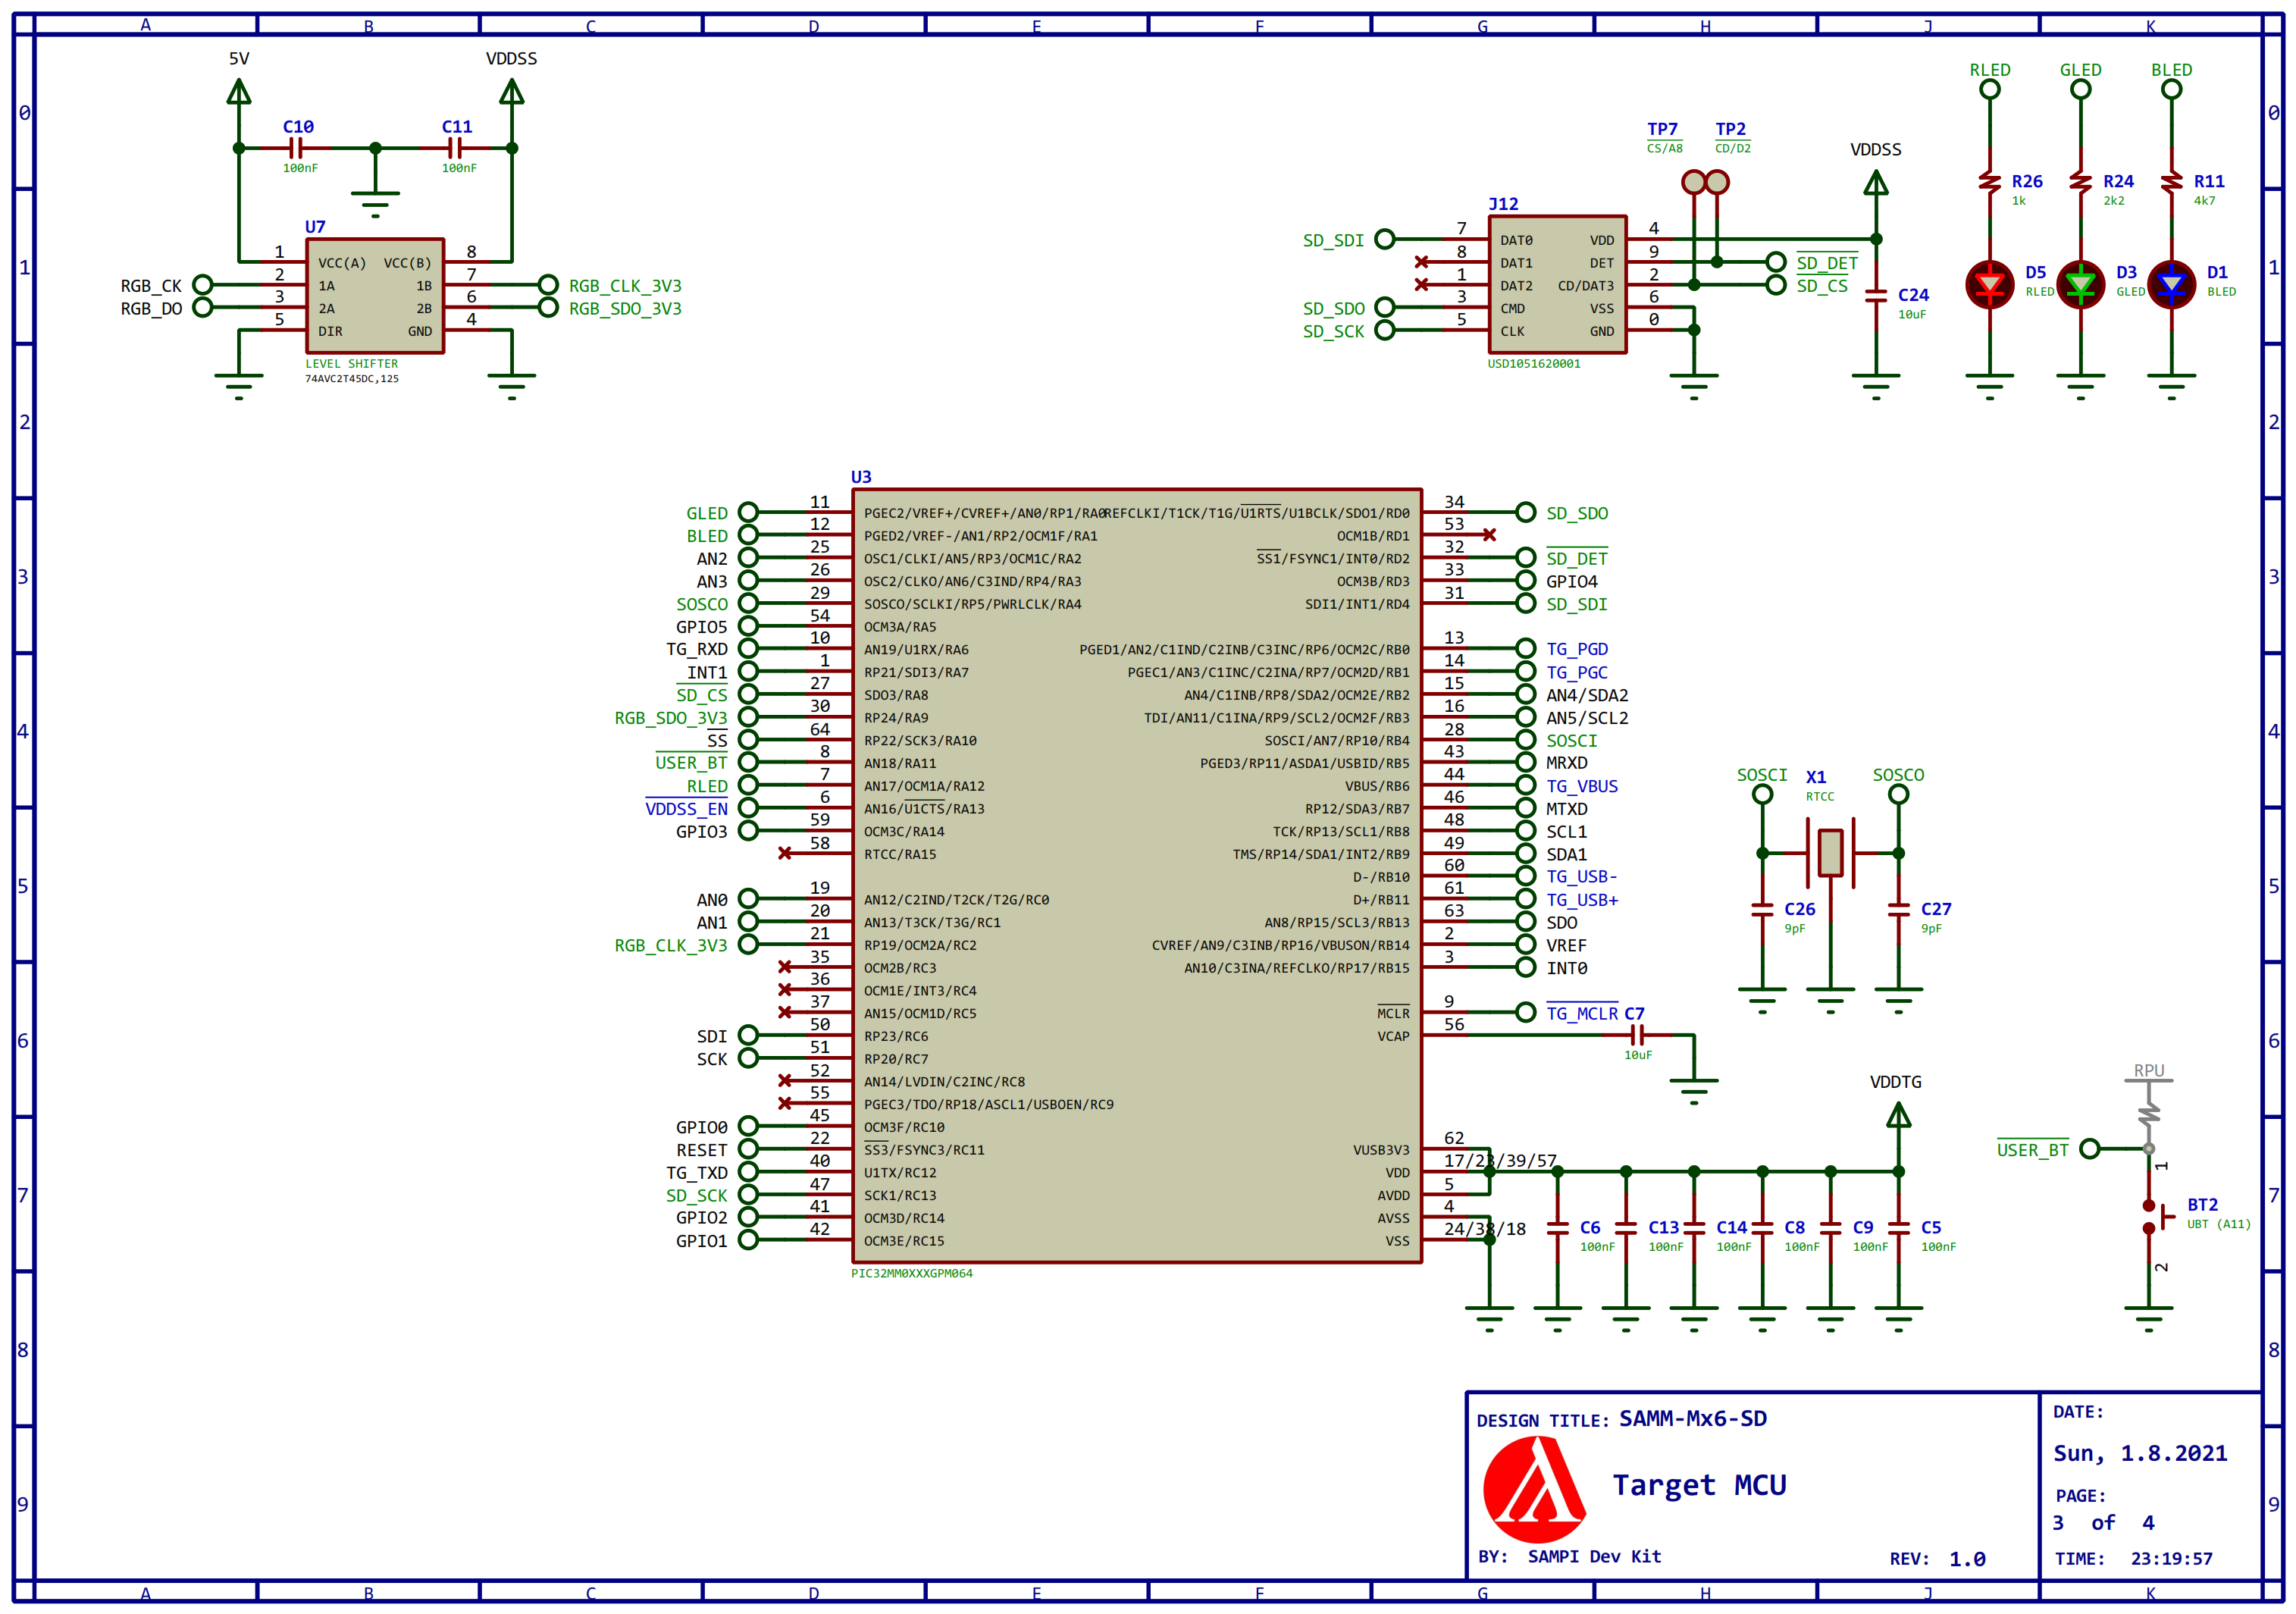 A B C D E F G H J K
0 1 2 3 4 5 6 7 8 9
5V VDDSS
C10 C11
100nF 100nF
U7
1 VCC(A) VCC(B) 8
RGB_CK 2 1A 1B 7 RGB_CLK_3V3
RGB_DO 3 2A 2B 6 RGB_SDO_3V3
5 DIR GND 4
LEVEL SHIFTER
74AVC2T45DC,125
TP7 TP2
CS/A8 CD/D2
VDDSS
J12
SD_SDI 7 DAT0 VDD 4
8 DAT1 DET 9 SD_DET
1 DAT2 CD/DAT3 2 SD_CS
SD_SDO 3 CMD VSS 6
SD_SCK 5 CLK GND 0
USD1051620001
C24
10uF
RLED GLED BLED
R26 R24 R11
1k 2k2 4k7
D5 D3 D1
RLED GLED BLED
U3
GLED 11 PGEC2/VREF+/CVREF+/AN0/RP1/RA0
BLED 12 PGED2/VREF-/AN1/RP2/OCM1F/RA1
AN2 25 OSC1/CLKI/AN5/RP3/OCM1C/RA2
AN3 26 OSC2/CLKO/AN6/C3IND/RP4/RA3
SOSCO 29 SOSCO/SCLKI/RP5/PWRLCLK/RA4
GPIO5 54 OCM3A/RA5
TG_RXD 10 AN19/U1RX/RA6
INT1 1 RP21/SDI3/RA7
SD_CS 27 SDO3/RA8
RGB_SDO_3V3 30 RP24/RA9
SS 64 RP22/SCK3/RA10
USER_BT 8 AN18/RA11
RLED 7 AN17/OCM1A/RA12
VDDSS_EN 6 AN16/U1CTS/RA13
GPIO3 59 OCM3C/RA14
58 RTCC/RA15
AN0 19 AN12/C2IND/T2CK/T2G/RC0
AN1 20 AN13/T3CK/T3G/RC1
RGB_CLK_3V3 21 RP19/OCM2A/RC2
35 OCM2B/RC3
36 OCM1E/INT3/RC4
37 AN15/OCM1D/RC5
SDI 50 RP23/RC6
SCK 51 RP20/RC7
52 AN14/LVDIN/C2INC/RC8
55 PGEC3/TDO/RP18/ASCL1/USBOEN/RC9
GPIO0 45 OCM3F/RC10
RESET 22 SS3/FSYNC3/RC11
TG_TXD 40 U1TX/RC12
SD_SCK 47 SCK1/RC13
GPIO2 41 OCM3D/RC14
GPIO1 42 OCM3E/RC15
REFCLKI/T1CK/T1G/U1RTS/U1BCLK/SDO1/RD0 34 SD_SDO
OCM1B/RD1 53
SS1/FSYNC1/INT0/RD2 32 SD_DET
OCM3B/RD3 33 GPIO4
SDI1/INT1/RD4 31 SD_SDI
PGED1/AN2/C1IND/C2INB/C3INC/RP6/OCM2C/RB0 13 TG_PGD
PGEC1/AN3/C1INC/C2INA/RP7/OCM2D/RB1 14 TG_PGC
AN4/C1INB/RP8/SDA2/OCM2E/RB2 15 AN4/SDA2
TDI/AN11/C1INA/RP9/SCL2/OCM2F/RB3 16 AN5/SCL2
SOSCI/AN7/RP10/RB4 28 SOSCI
PGED3/RP11/ASDA1/USBID/RB5 43 MRXD
VBUS/RB6 44 TG_VBUS
RP12/SDA3/RB7 46 MTXD
TCK/RP13/SCL1/RB8 48 SCL1
TMS/RP14/SDA1/INT2/RB9 49 SDA1
D-/RB10 60 TG_USB-
D+/RB11 61 TG_USB+
AN8/RP15/SCL3/RB13 63 SDO
CVREF/AN9/C3INB/RP16/VBUSON/RB14 2 VREF
AN10/C3INA/REFCLKO/RP17/RB15 3 INT0
MCLR 9 TG_MCLR
VCAP 56
VUSB3V3 62
VDD 17/23/39/57
AVDD 5
AVSS 4
VSS 24/38/18
PIC32MM0XXXGPM064
C7
10uF
SOSCI X1 SOSCO
RTCC
C26 C27
9pF 9pF
VDDTG
C6 C13 C14 C8 C9 C5
100nF 100nF 100nF 100nF 100nF 100nF
RPU
USER_BT
1
BT2
UBT (A11)
2
DESIGN TITLE: SAMM-Mx6-SD
Target MCU
BY: SAMPI Dev Kit
REV: 1.0
DATE:
Sun, 1.8.2021
PAGE:
3 of 4
TIME: 23:19:57
0 1 2 3 4 5 6 7 8 9
A B C D E F G H J K